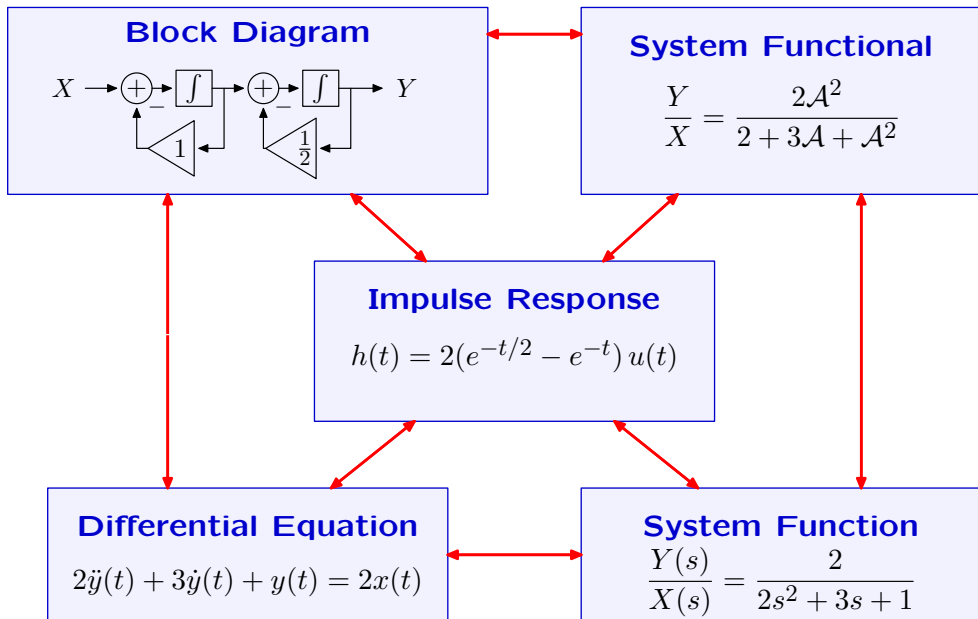 Block Diagram
X + − ∫ + − ∫ Y
1 1/2
System Functional
Y/X = 2𝒜²/(2 + 3𝒜 + 𝒜²)
Impulse Response
h(t) = 2(e^{−t/2} − e^{−t}) u(t)
Differential Equation
2ÿ(t) + 3ẏ(t) + y(t) = 2x(t)
System Function
Y(s)/X(s) = 2/(2s² + 3s + 1)